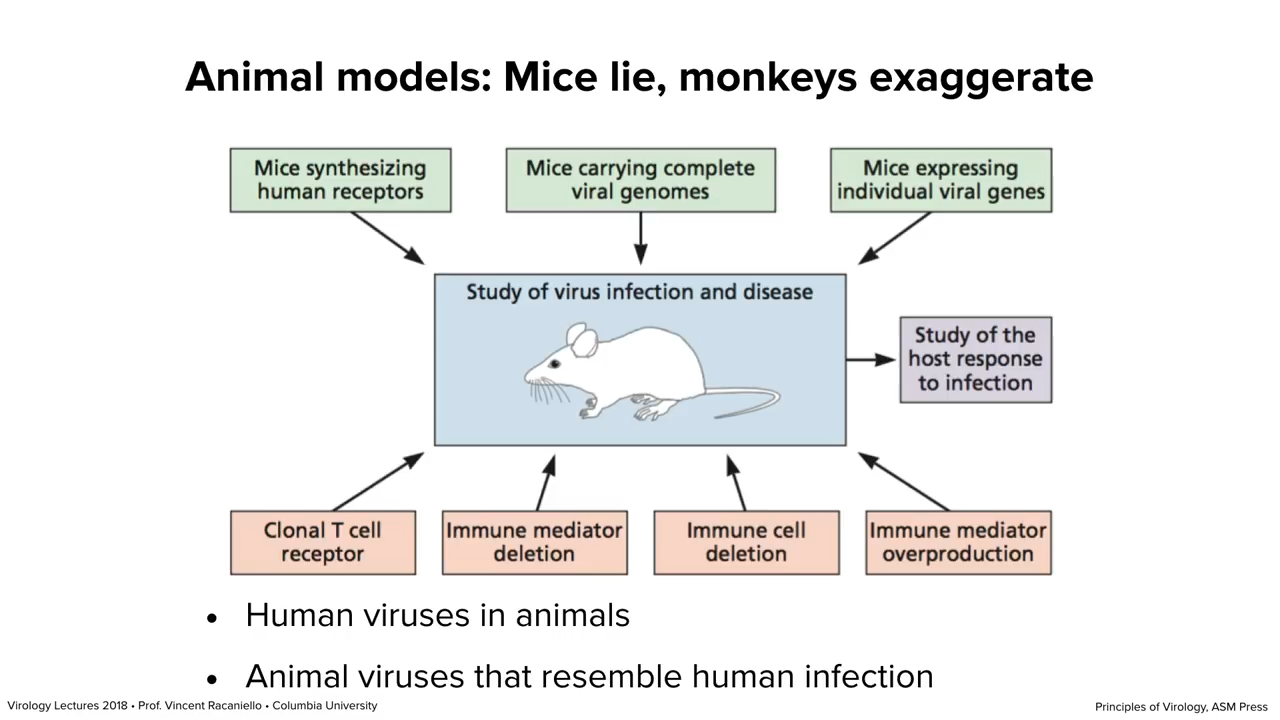 Animal models: Mice lie, monkeys exaggerate
Mice synthesizing
human receptors
Mice carrying complete
viral genomes
Mice expressing
individual viral genes
Study of virus infection and disease
Study of the
host response
to infection
Clonal T cell
receptor
Immune mediator
deletion
Immune cell
deletion
Immune mediator
overproduction
• Human viruses in animals
• Animal viruses that resemble human infection
Virology Lectures 2018 • Prof. Vincent Racaniello • Columbia University
Principles of Virology, ASM Press